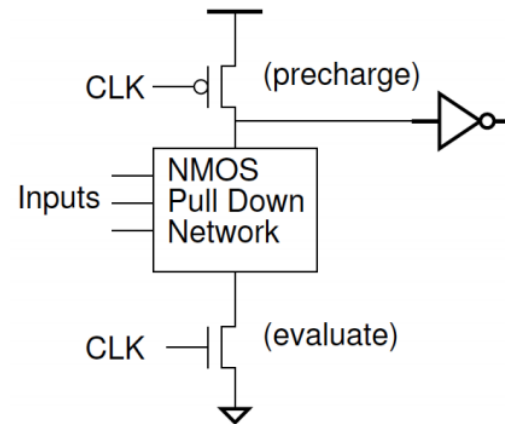 (precharge)
CLK
NMOS
Inputs
Pull Down
Network
(evaluate)
CLK